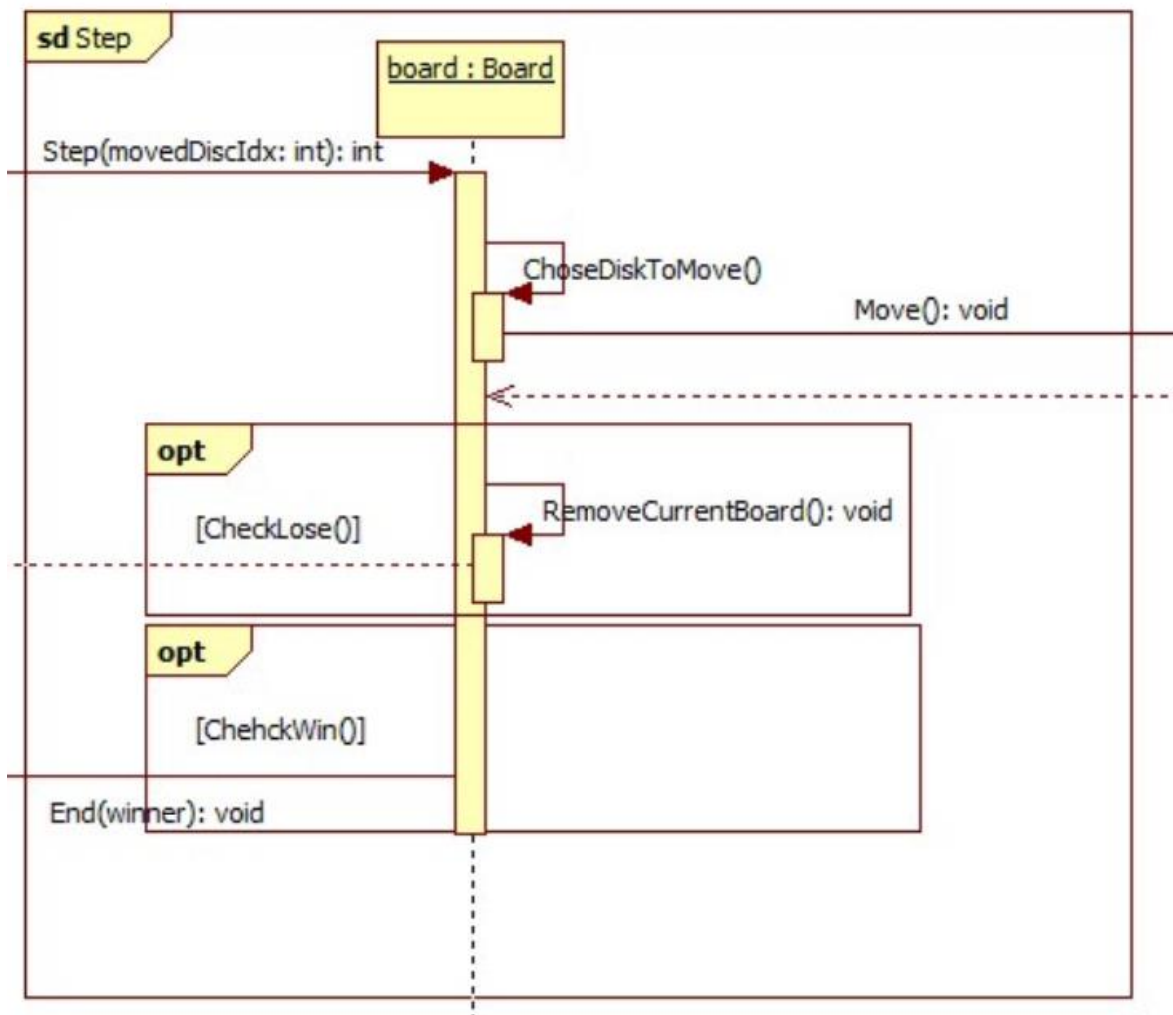 sd Step
board : Board
Step(movedDiscIdx: int): int
ChoseDiskToMove()
Move(): void
opt
RemoveCurrentBoard(): void
[CheckLose()]
opt
[ChehckWin()]
End(winner): void